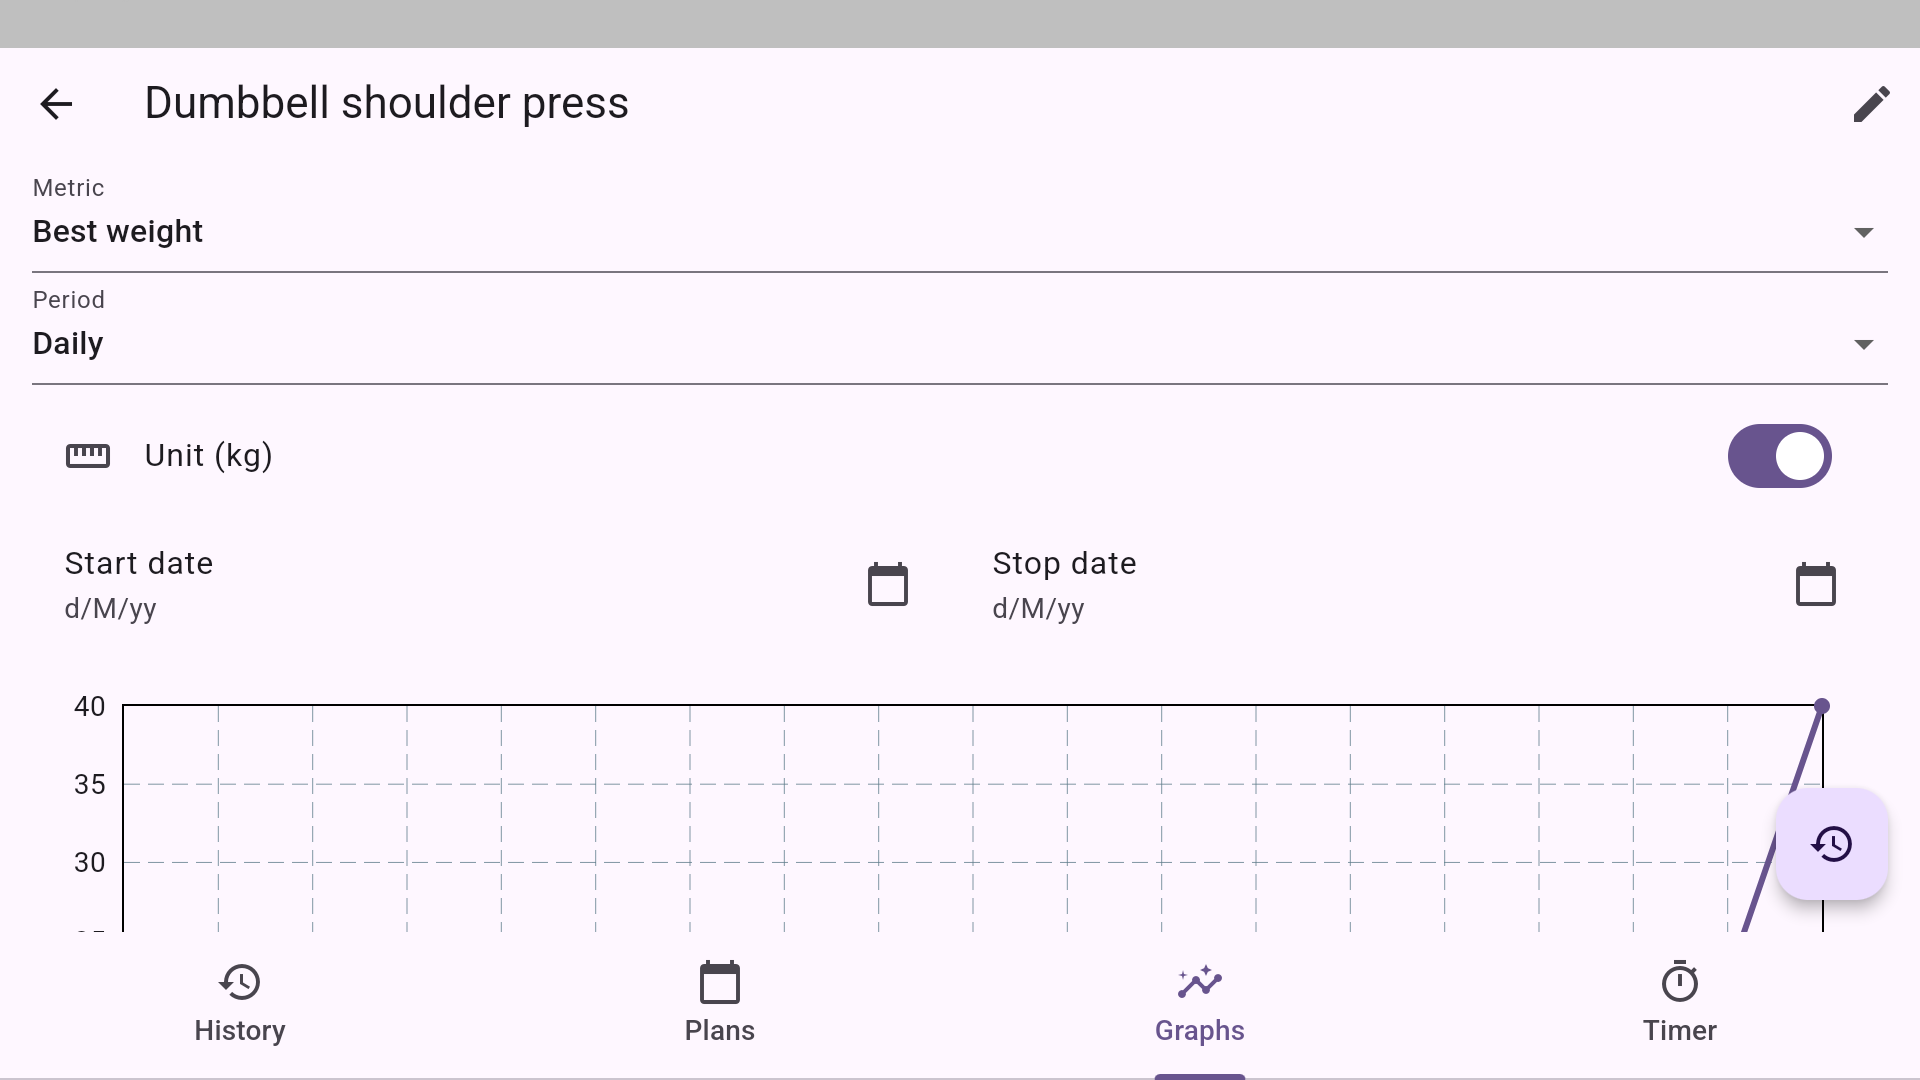 Dumbbell shoulder press
Metric
Best weight
Period
Daily
Unit (kg)
Start date
d/M/yy
Stop date
d/M/yy
40
35
30
History
Plans
Graphs
Timer